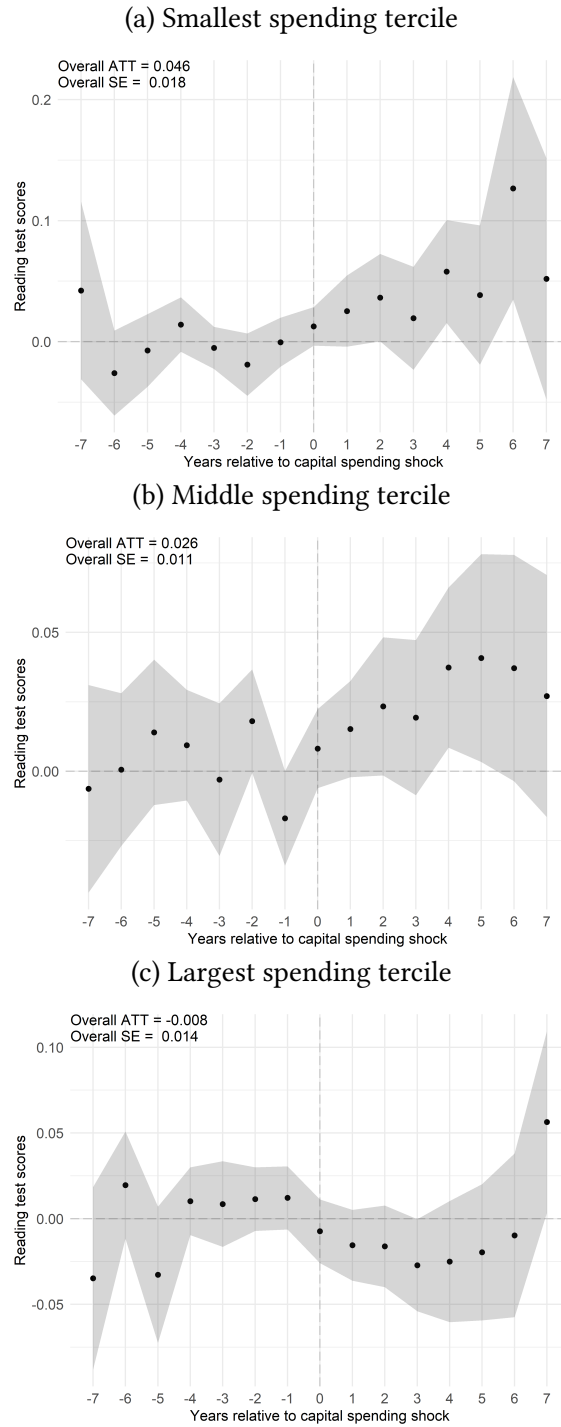 (a) Smallest spending tercile
Overall ATT = 0.046
Overall SE = 0.018
0.2
0.1
0.0
Reading test scores
-7 -6 -5 -4 -3 -2 -1 0 1 2 3 4 5 6 7
Years relative to capital spending shock
(b) Middle spending tercile
Overall ATT = 0.026
Overall SE = 0.011
0.05
0.00
Reading test scores
-7 -6 -5 -4 -3 -2 -1 0 1 2 3 4 5 6 7
Years relative to capital spending shock
(c) Largest spending tercile
Overall ATT = -0.008
Overall SE = 0.014
0.10
0.05
0.00
-0.05
Reading test scores
-7 -6 -5 -4 -3 -2 -1 0 1 2 3 4 5 6 7
Years relative to capital spending shock